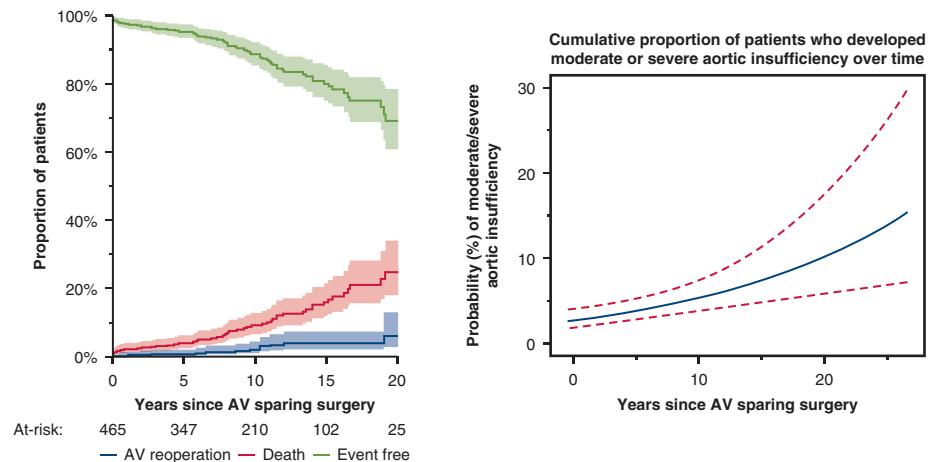 100%
80%
60%
40%
20%
0%
Proportion of patients
0 5 10 15 20
Years since AV sparing surgery
At-risk: 465 347 210 102 25
AV reoperation Death Event free
Cumulative proportion of patients who developed
moderate or severe aortic insufficiency over time
30
20
10
0
Probability (%) of moderate/severe
aortic insufficiency
0 10 20
Years since AV sparing surgery